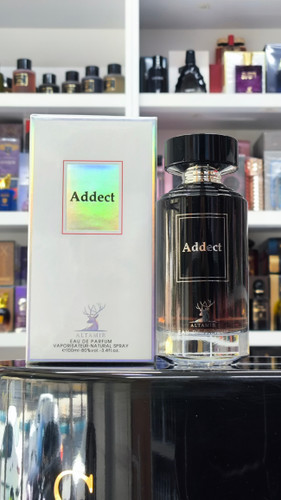 Addect
ALTAMIR
EAU DE PARFUM
VAPORISATEUR-NATURAL SPRAY
Addect
ALTAMIR
C